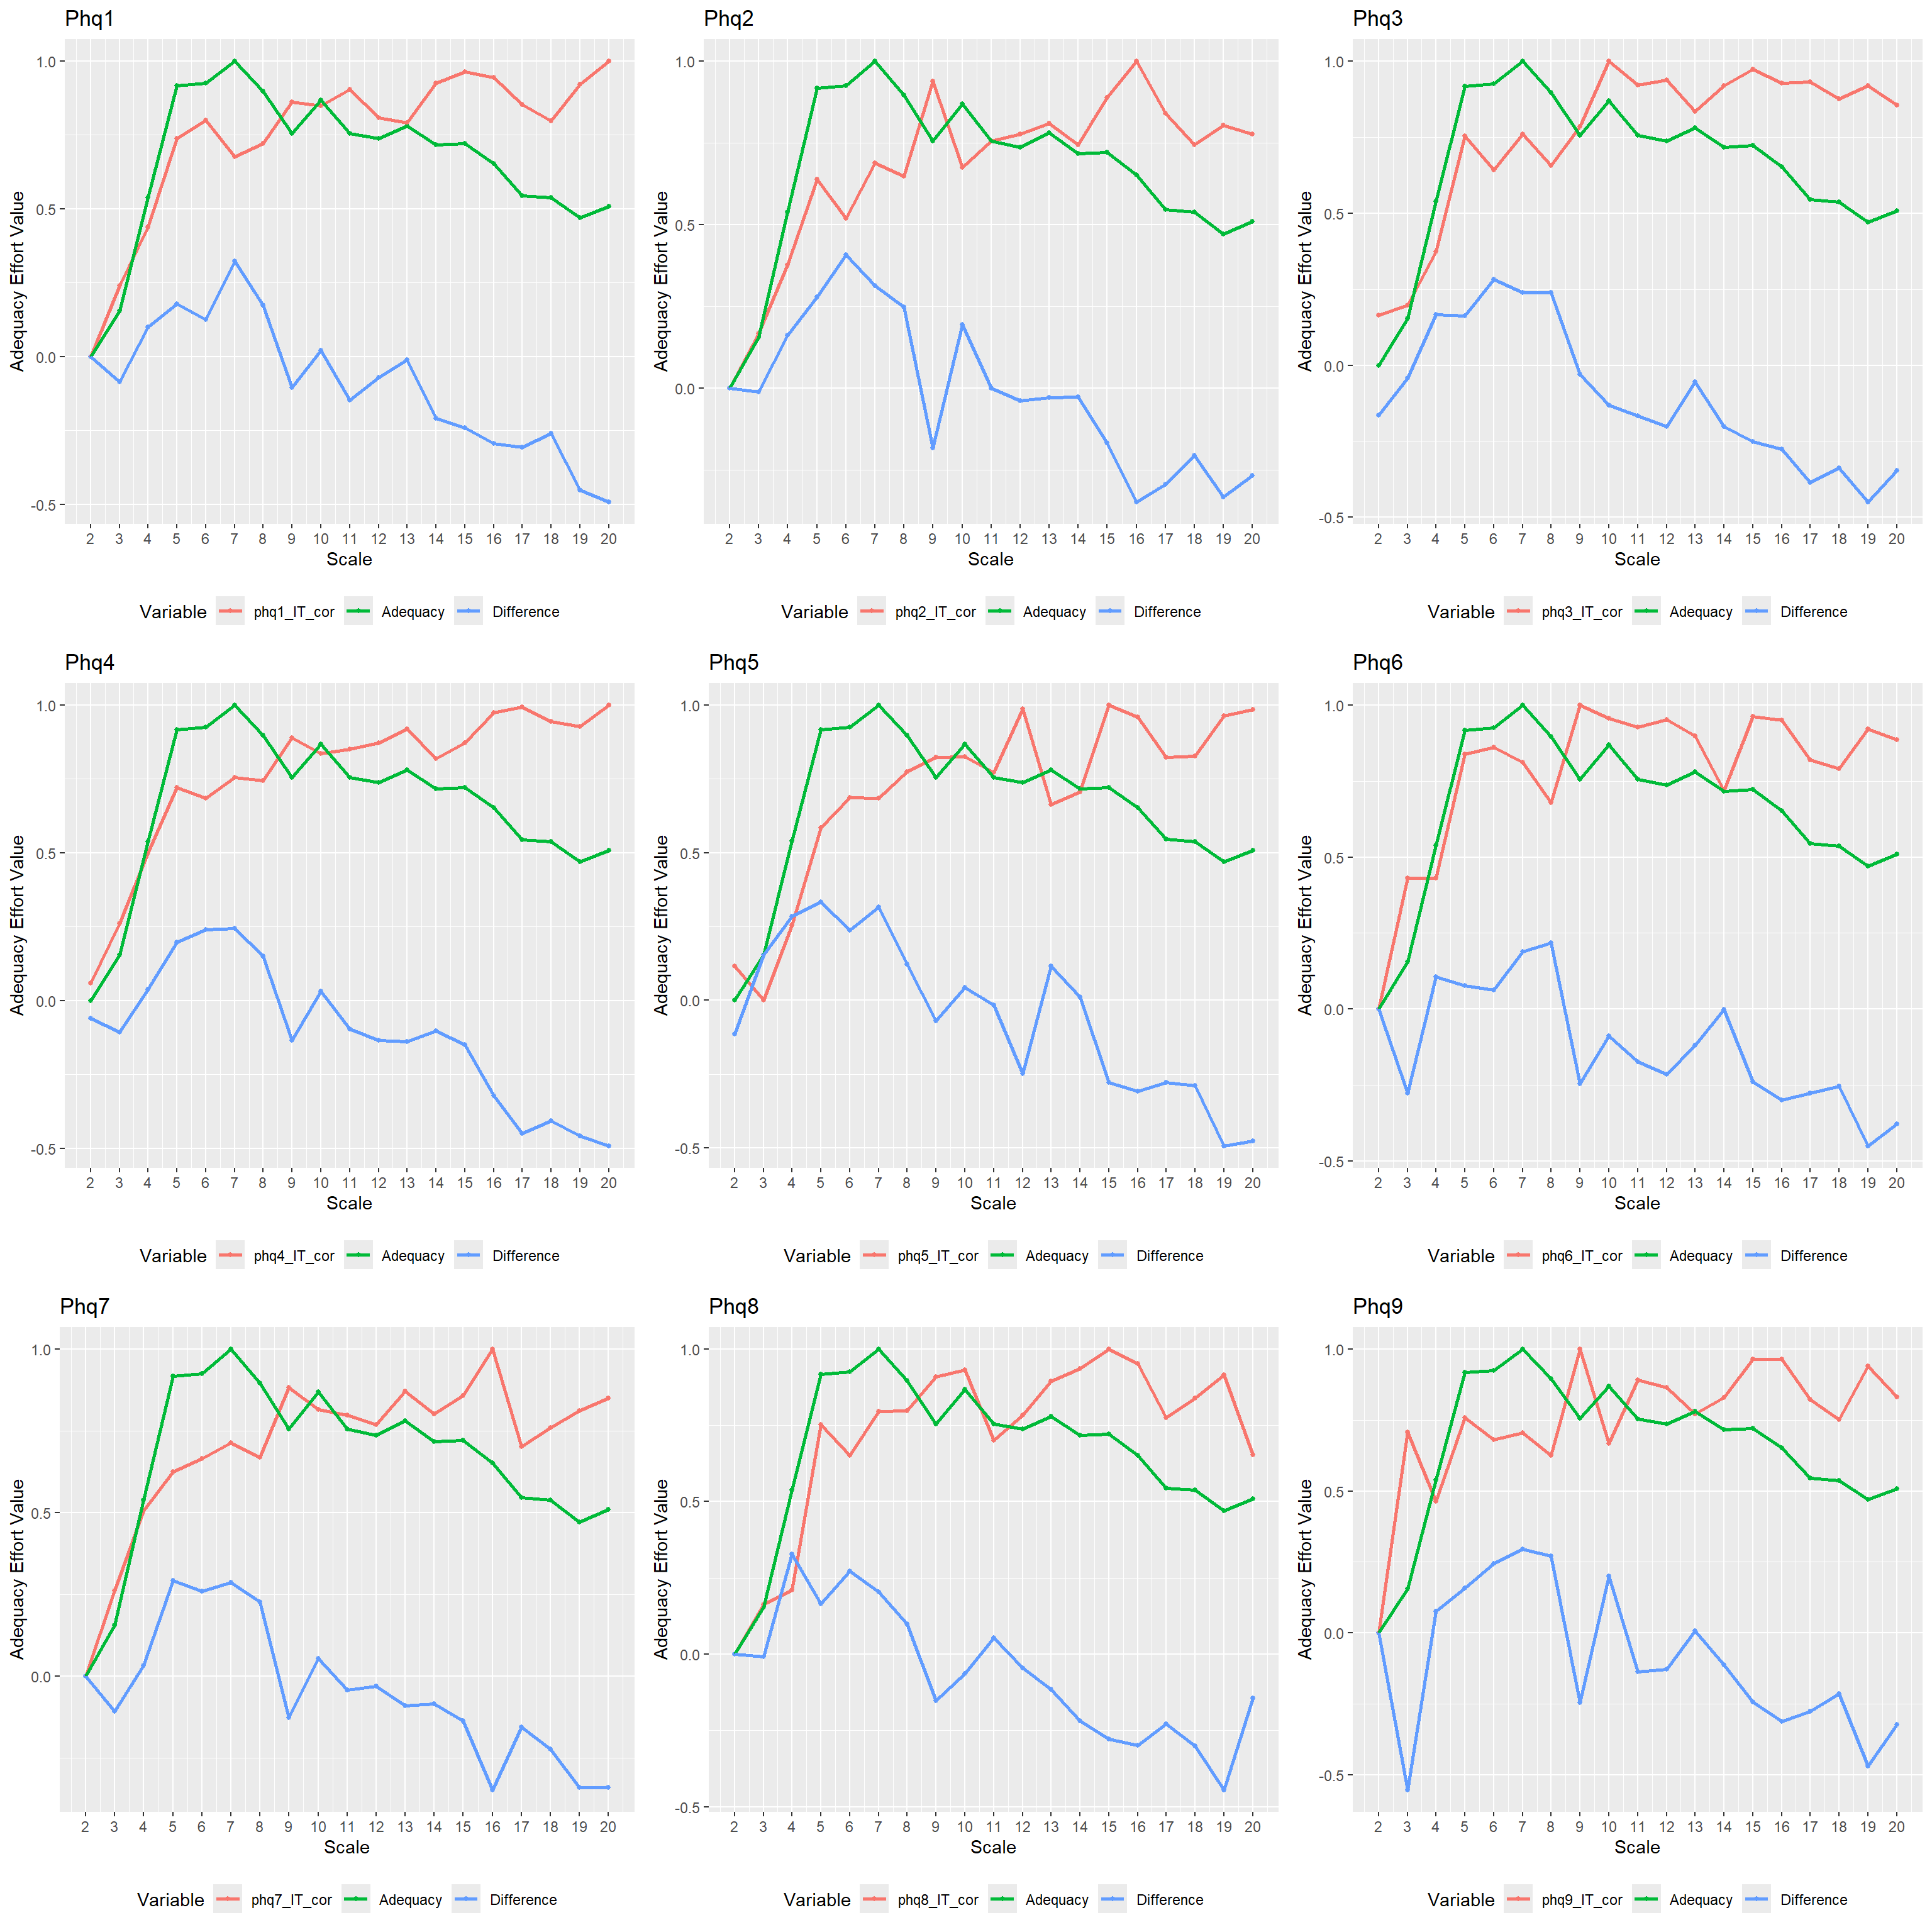 Phq1
1.0
0.5
0.0
-0.5
Adequacy Effort Value
2 3 4 5 6 7 8 9 10 11 12 13 14 15 16 17 18 19 20
Scale
Variable phq1_IT_cor Adequacy Difference
Phq2
1.0
0.5
0.0
Adequacy Effort Value
2 3 4 5 6 7 8 9 10 11 12 13 14 15 16 17 18 19 20
Scale
Variable phq2_IT_cor Adequacy Difference
Phq3
1.0
0.5
0.0
-0.5
Adequacy Effort Value
2 3 4 5 6 7 8 9 10 11 12 13 14 15 16 17 18 19 20
Scale
Variable phq3_IT_cor Adequacy Difference
Phq4
1.0
0.5
0.0
-0.5
Adequacy Effort Value
2 3 4 5 6 7 8 9 10 11 12 13 14 15 16 17 18 19 20
Scale
Variable phq4_IT_cor Adequacy Difference
Phq5
1.0
0.5
0.0
-0.5
Adequacy Effort Value
2 3 4 5 6 7 8 9 10 11 12 13 14 15 16 17 18 19 20
Scale
Variable phq5_IT_cor Adequacy Difference
Phq6
1.0
0.5
0.0
-0.5
Adequacy Effort Value
2 3 4 5 6 7 8 9 10 11 12 13 14 15 16 17 18 19 20
Scale
Variable phq6_IT_cor Adequacy Difference
Phq7
1.0
0.5
0.0
Adequacy Effort Value
2 3 4 5 6 7 8 9 10 11 12 13 14 15 16 17 18 19 20
Scale
Variable phq7_IT_cor Adequacy Difference
Phq8
1.0
0.5
0.0
-0.5
Adequacy Effort Value
2 3 4 5 6 7 8 9 10 11 12 13 14 15 16 17 18 19 20
Scale
Variable phq8_IT_cor Adequacy Difference
Phq9
1.0
0.5
0.0
-0.5
Adequacy Effort Value
2 3 4 5 6 7 8 9 10 11 12 13 14 15 16 17 18 19 20
Scale
Variable phq9_IT_cor Adequacy Difference